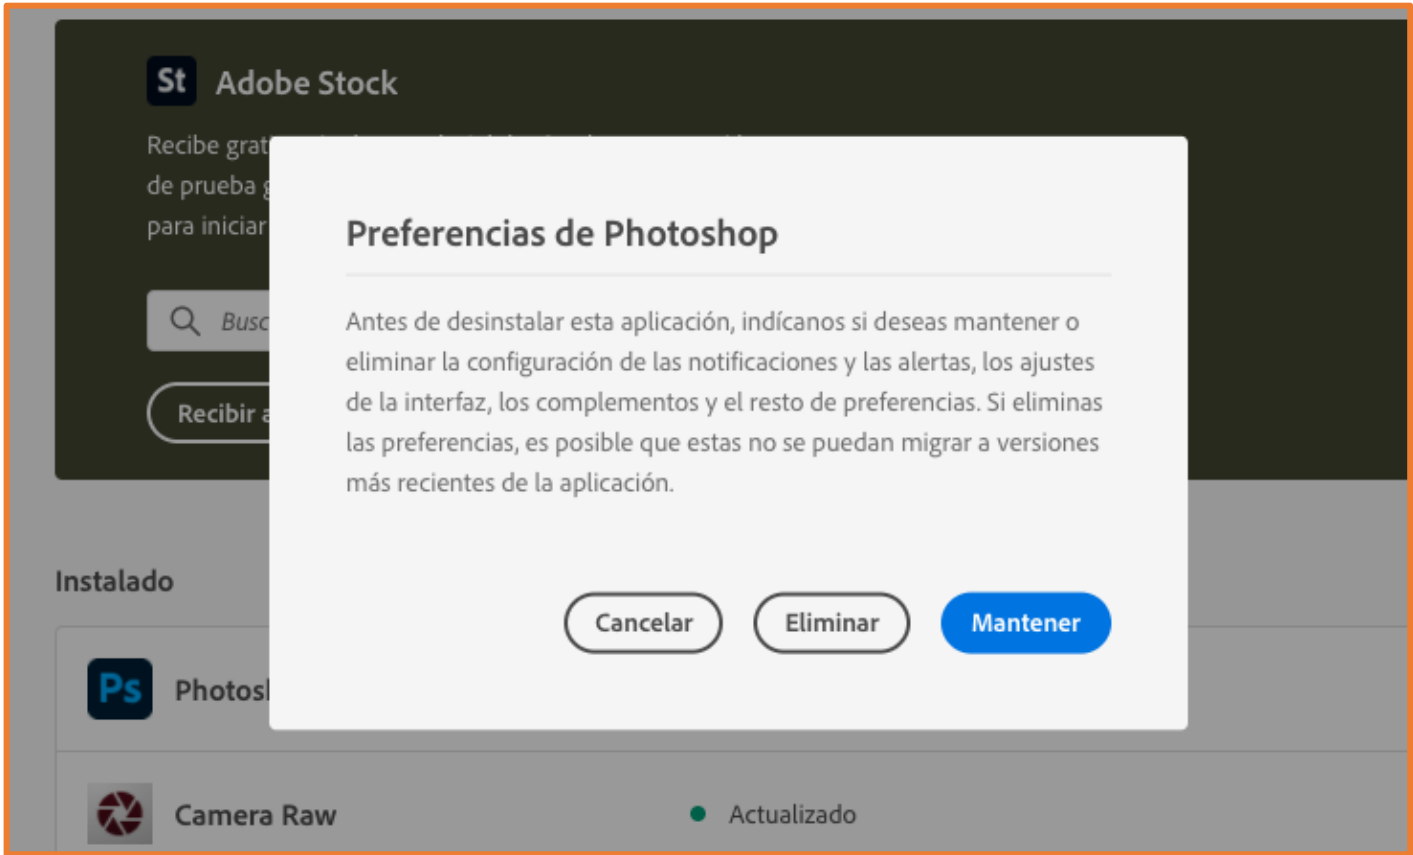 St Adobe Stock
Recibe grat
de prueba
para iniciar
Preferencias de Photoshop
Busc
Antes de desinstalar esta aplicación, indícanos si deseas mantener o
eliminar la configuración de las notificaciones y las alertas, los ajustes
de la interfaz, los complementos y el resto de preferencias. Si eliminas
las preferencias, es posible que estas no se puedan migrar a versiones
más recientes de la aplicación.
Recibir a
Instalado
Cancelar Eliminar Mantener
Ps Photosh
Camera Raw Actualizado